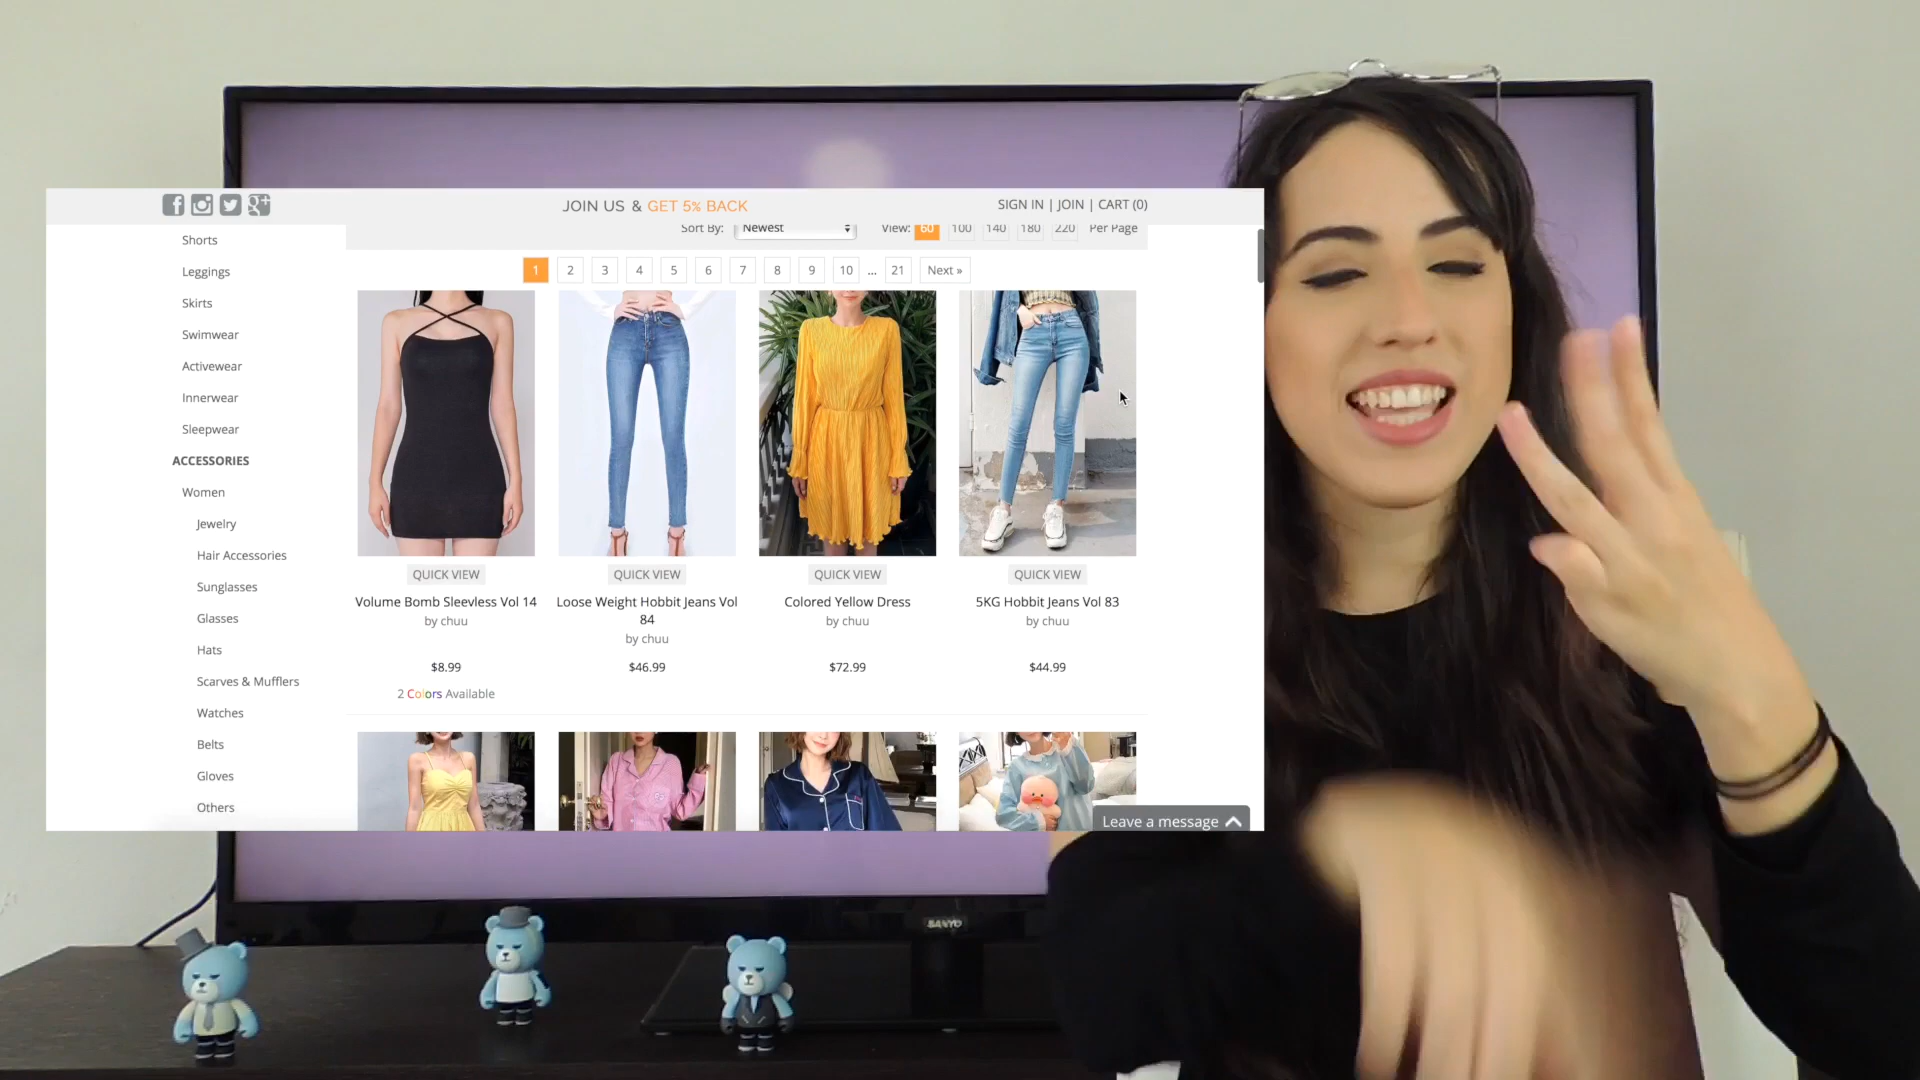 JOIN US & GET 5% BACK
SIGN IN | JOIN | CART (0)
Sort By: Newest View: 60 100 140 180 220 Per Page
1 2 3 4 5 6 7 8 9 10 ... 21 Next »
Shorts
Leggings
Skirts
Swimwear
Activewear
Innerwear
Sleepwear
ACCESSORIES
Women
Jewelry
Hair Accessories
Sunglasses
Glasses
Hats
Scarves & Mufflers
Watches
Belts
Gloves
Others
QUICK VIEW
Volume Bomb Sleevless Vol 14
by chuu
$8.99
2 Colors Available
QUICK VIEW
Loose Weight Hobbit Jeans Vol
84
by chuu
$46.99
QUICK VIEW
Colored Yellow Dress
by chuu
$72.99
QUICK VIEW
5KG Hobbit Jeans Vol 83
by chuu
$44.99
Leave a message
SANYO